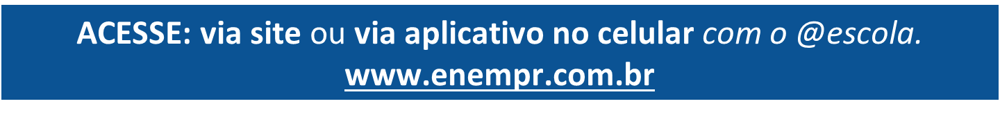 ACESSE: via site ou via aplicativo no celular com o @escola.
www.enempr.com.br